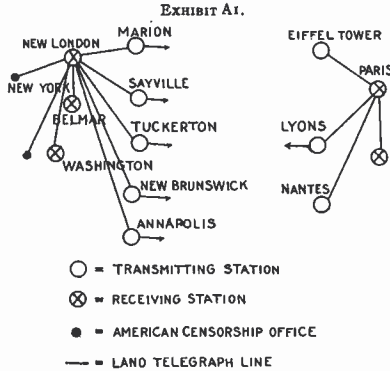 EXHIBIT A1.
MARION
NEW LONDON
EIFFEL TOWER
PARIS
NEW YORK
SAYVILLE
BELMAR
TUCKERTON
LYONS
WASHINGTON
NEW BRUNSWICK
NANTES
ANNAPOLIS
= TRANSMITTING STATION
= RECEIVING STATION
= AMERICAN CENSORSHIP OFFICE
= LAND TELEGRAPH LINE